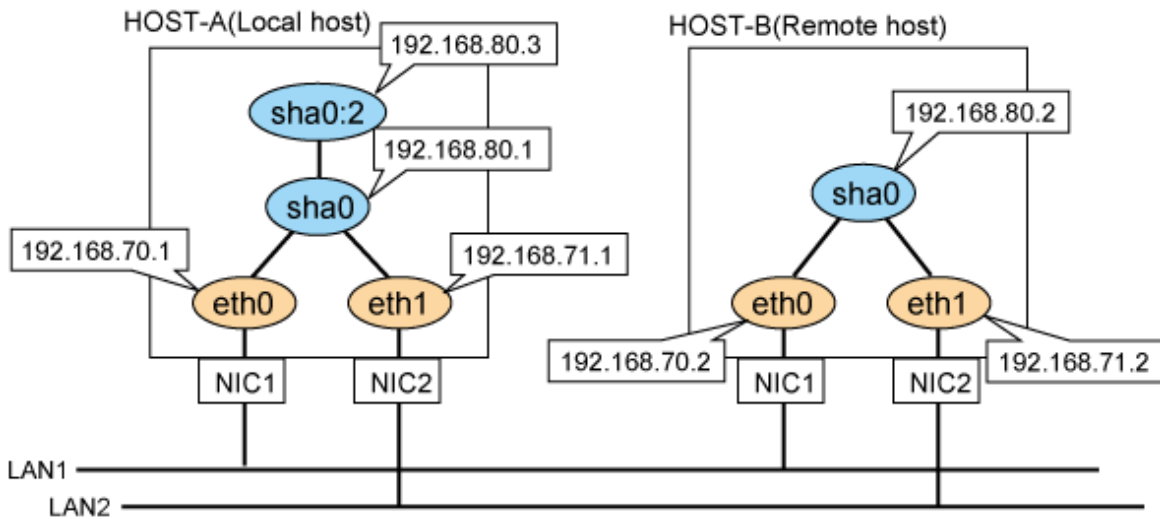 HOST-A(Local host)
HOST-B(Remote host)
192.168.80.3
sha0:2
192.168.80.2
192.168.80.1
sha0
sha0
192.168.70.1
192.168.71.1
eth0
eth1
eth0
eth1
192.168.70.2
192.168.71.2
NIC1
NIC2
NIC1
NIC2
LAN1
LAN2